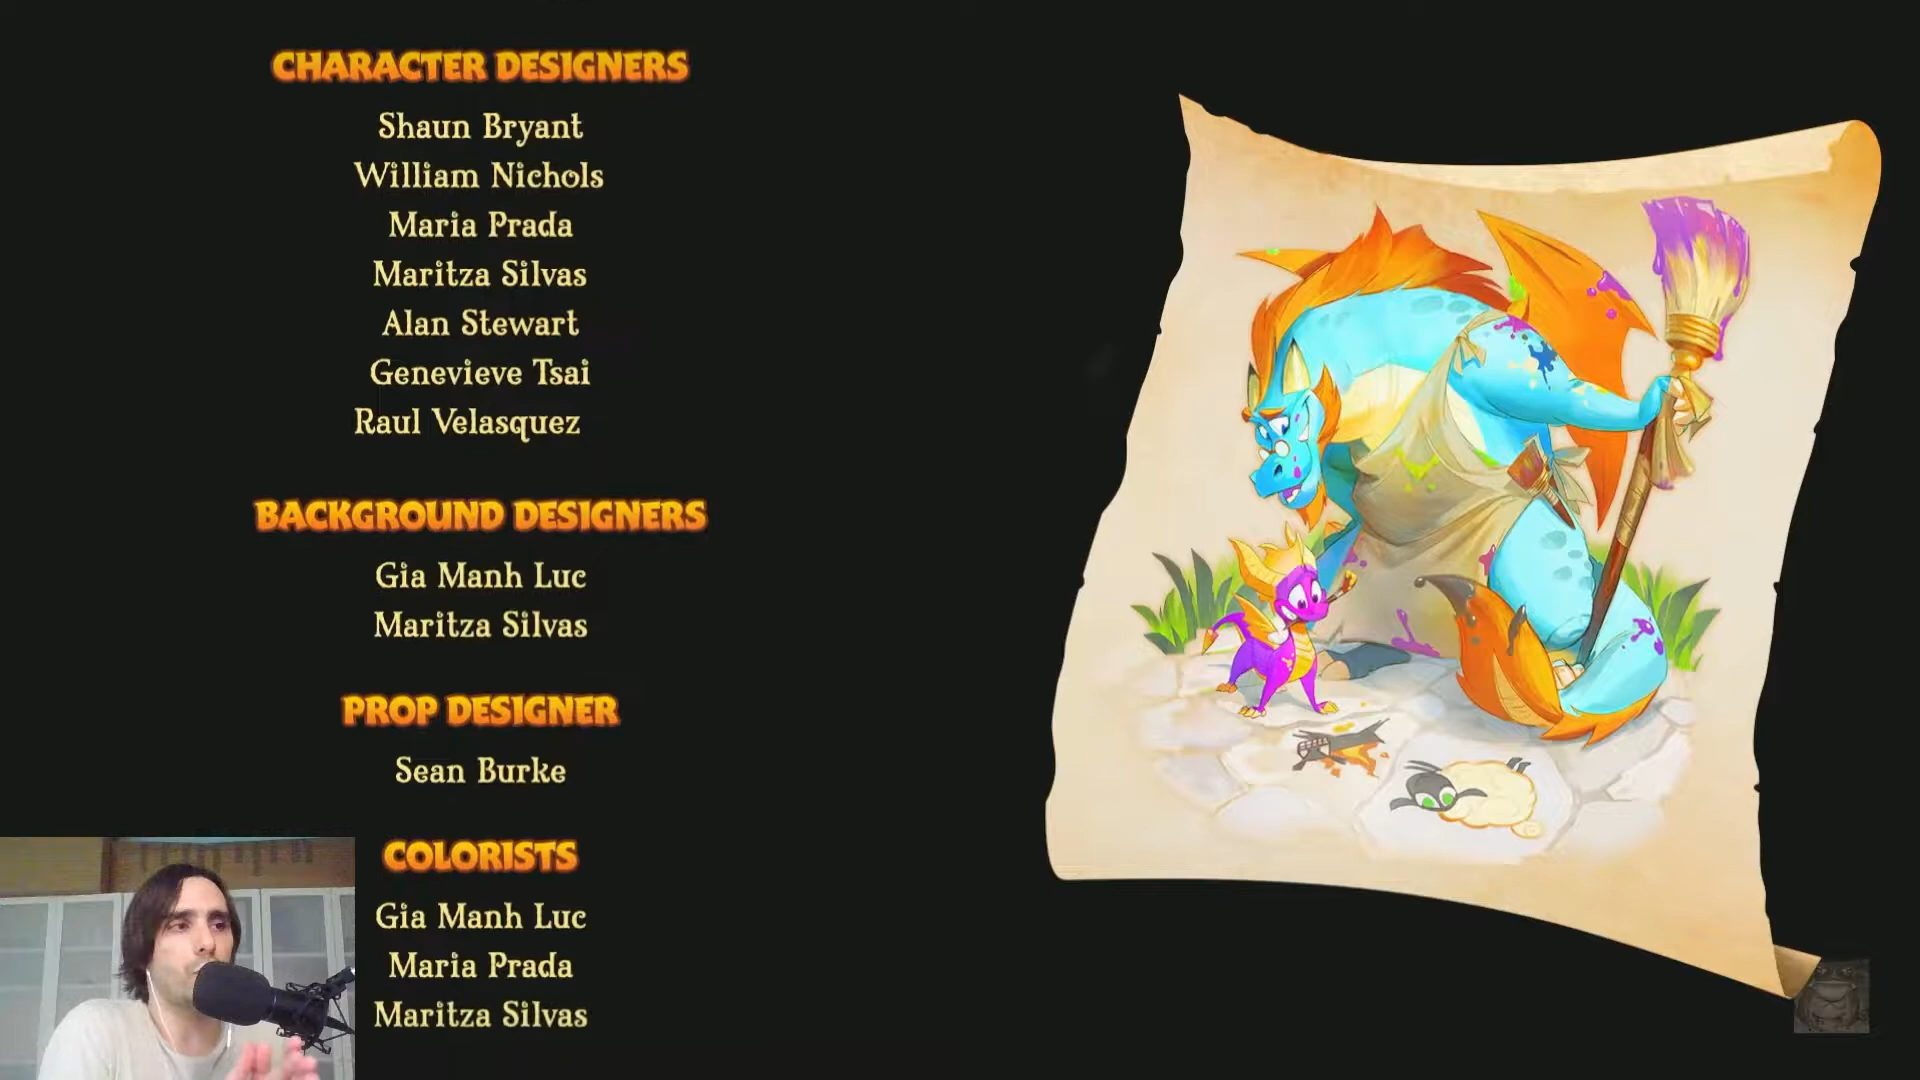 CHARACTER DESIGNERS
Shaun Bryant
William Nichols
Maria Prada
Maritza Silvas
Alan Stewart
Genevieve Tsai
Raul Velasquez
BACKGROUND DESIGNERS
Gia Manh Luc
Maritza Silvas
PROP DESIGNER
Sean Burke
COLORISTS
Gia Manh Luc
Maria Prada
Maritza Silvas